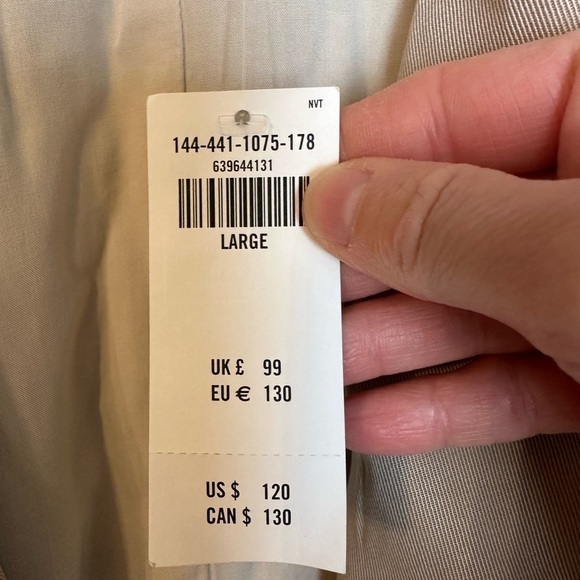 NVT
144-441-1075-178
639644131
LARGE
UK £ 99
EU € 130
US $ 120
CAN $ 130